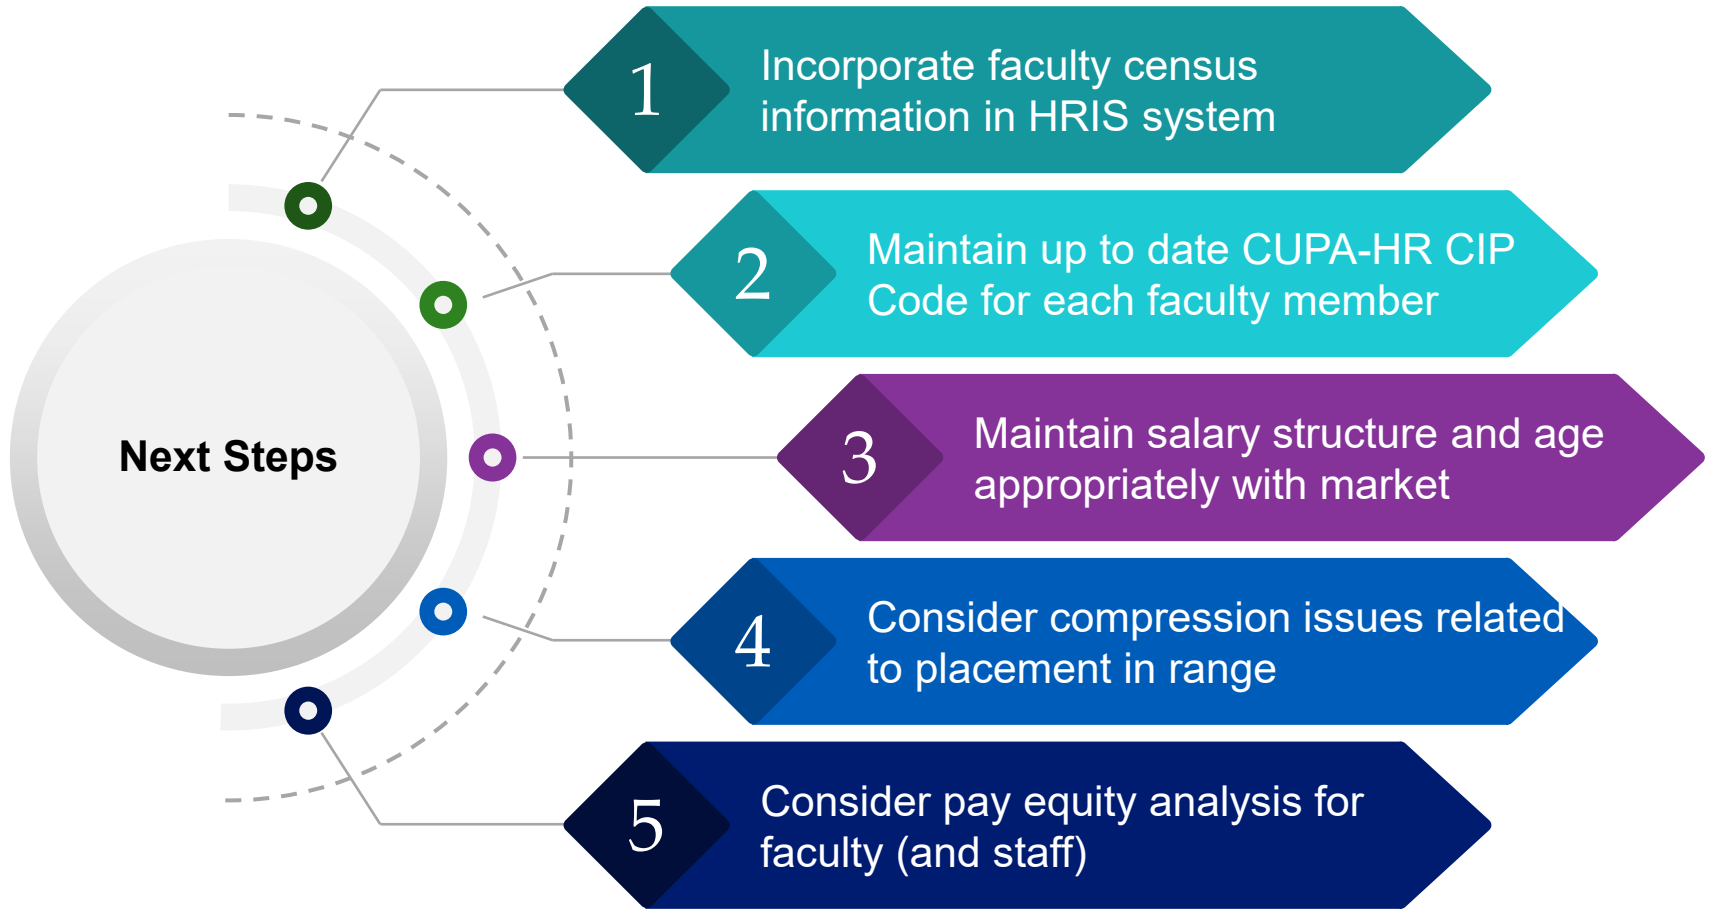 Next Steps
1
Incorporate faculty census
information in HRIS system
2
Maintain up to date CUPA-HR CIP
Code for each faculty member
3
Maintain salary structure and age
appropriately with market
4
Consider compression issues related
to placement in range
5
Consider pay equity analysis for
faculty (and staff)